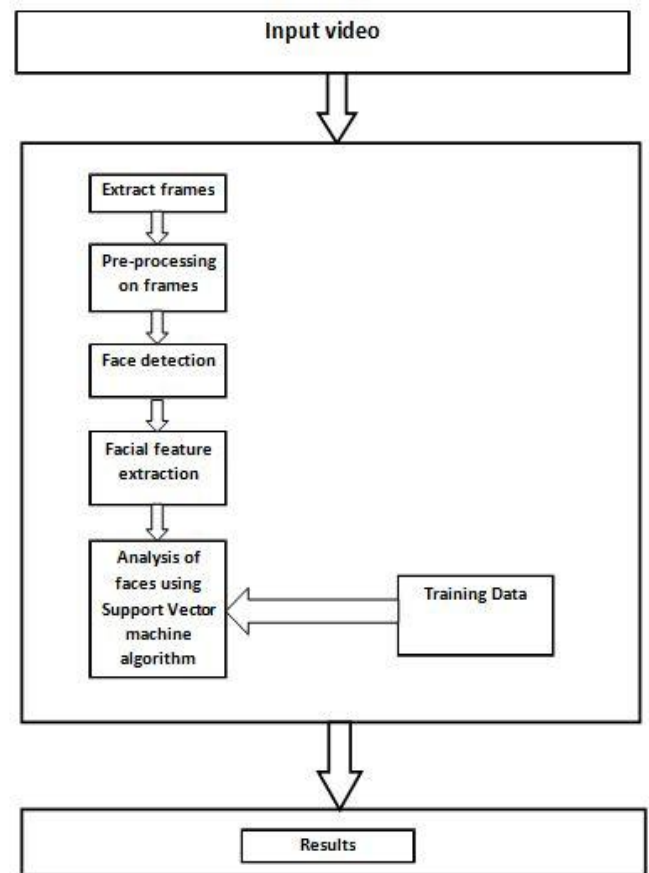 Input video
Extract frames
Pre-processing
on frames
Face detection
Facial feature
extraction
Analysis of
faces using
Support Vector
machine
algorithm
Training Data
Results